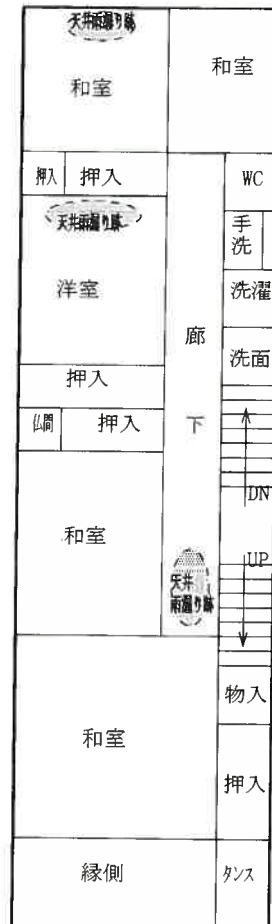 天井雨漏り跡
和室
和室
押入
押入
WC
天井雨漏り跡
手洗
洋室
洗濯
廊下
洗面
押入
仏間
押入
DN
和室
UP
天井
雨漏り跡
物入
和室
押入
縁側
タンス